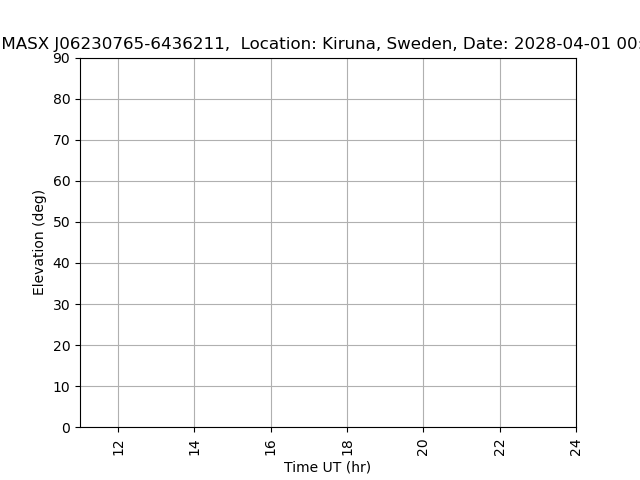 MASX J06230765-6436211,  Location: Kiruna, Sweden, Date: 2028-04-01 00:
90
80
70
60
50
40
30
20
10
0
Elevation (deg)
12 14 16 18 20 22 24
Time UT (hr)